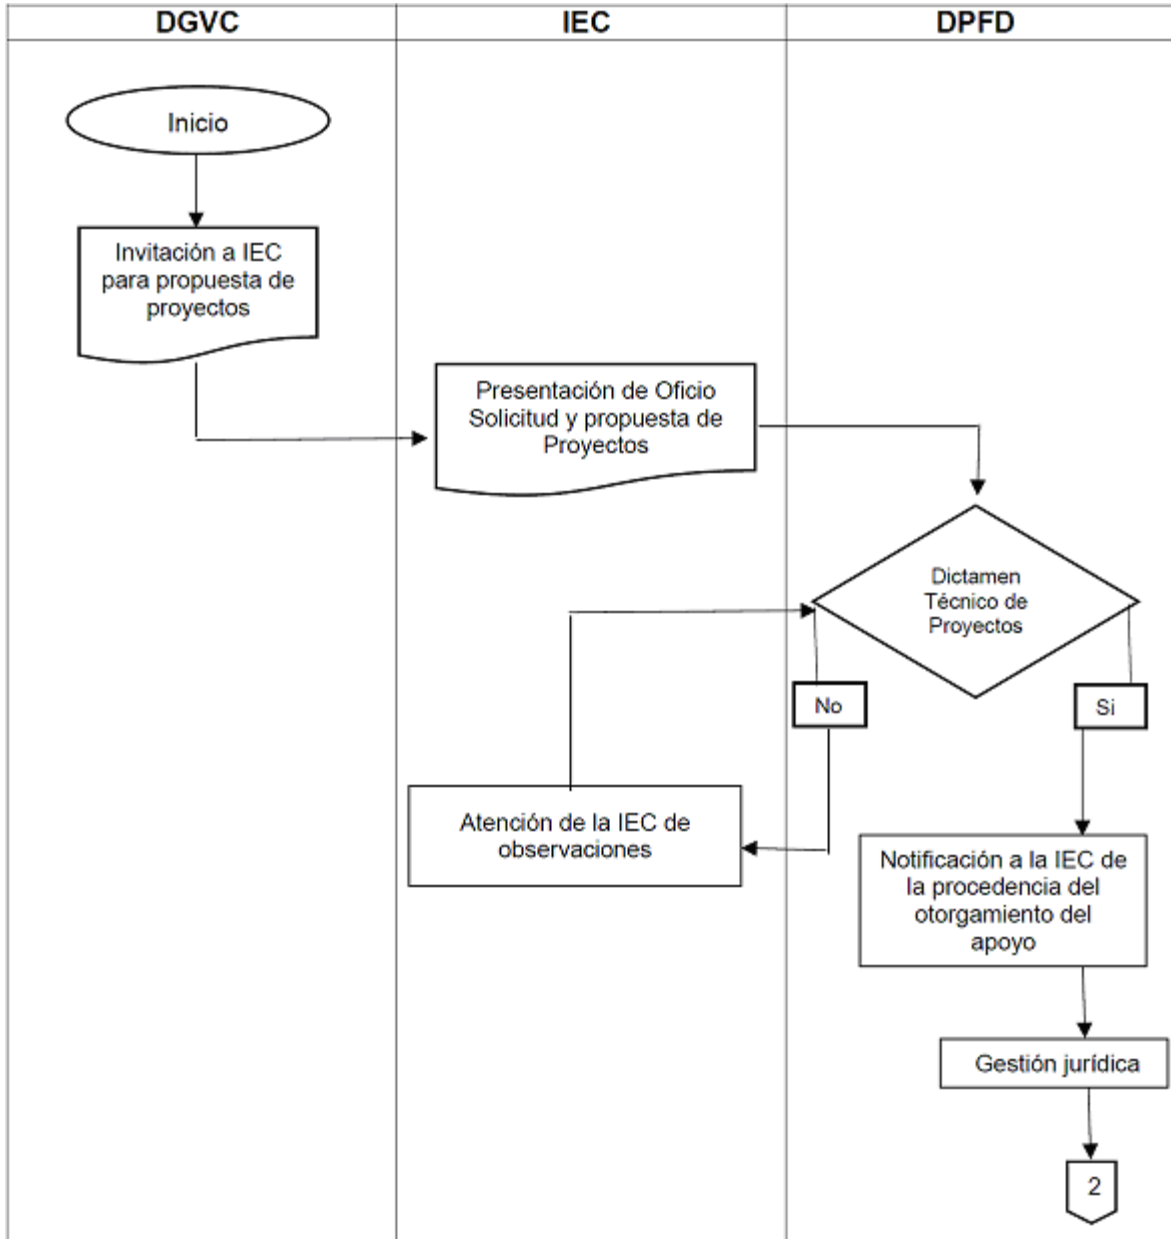 DGVC
IEC
DPFD
Inicio
Invitación a IEC
para propuesta de
proyectos
Presentación de Oficio
Solicitud y propuesta de
Proyectos
Dictamen
Técnico de
Proyectos
No
Si
Atención de la IEC de
observaciones
Notificación a la IEC de
la procedencia del
otorgamiento del
apoyo
Gestión jurídica
2